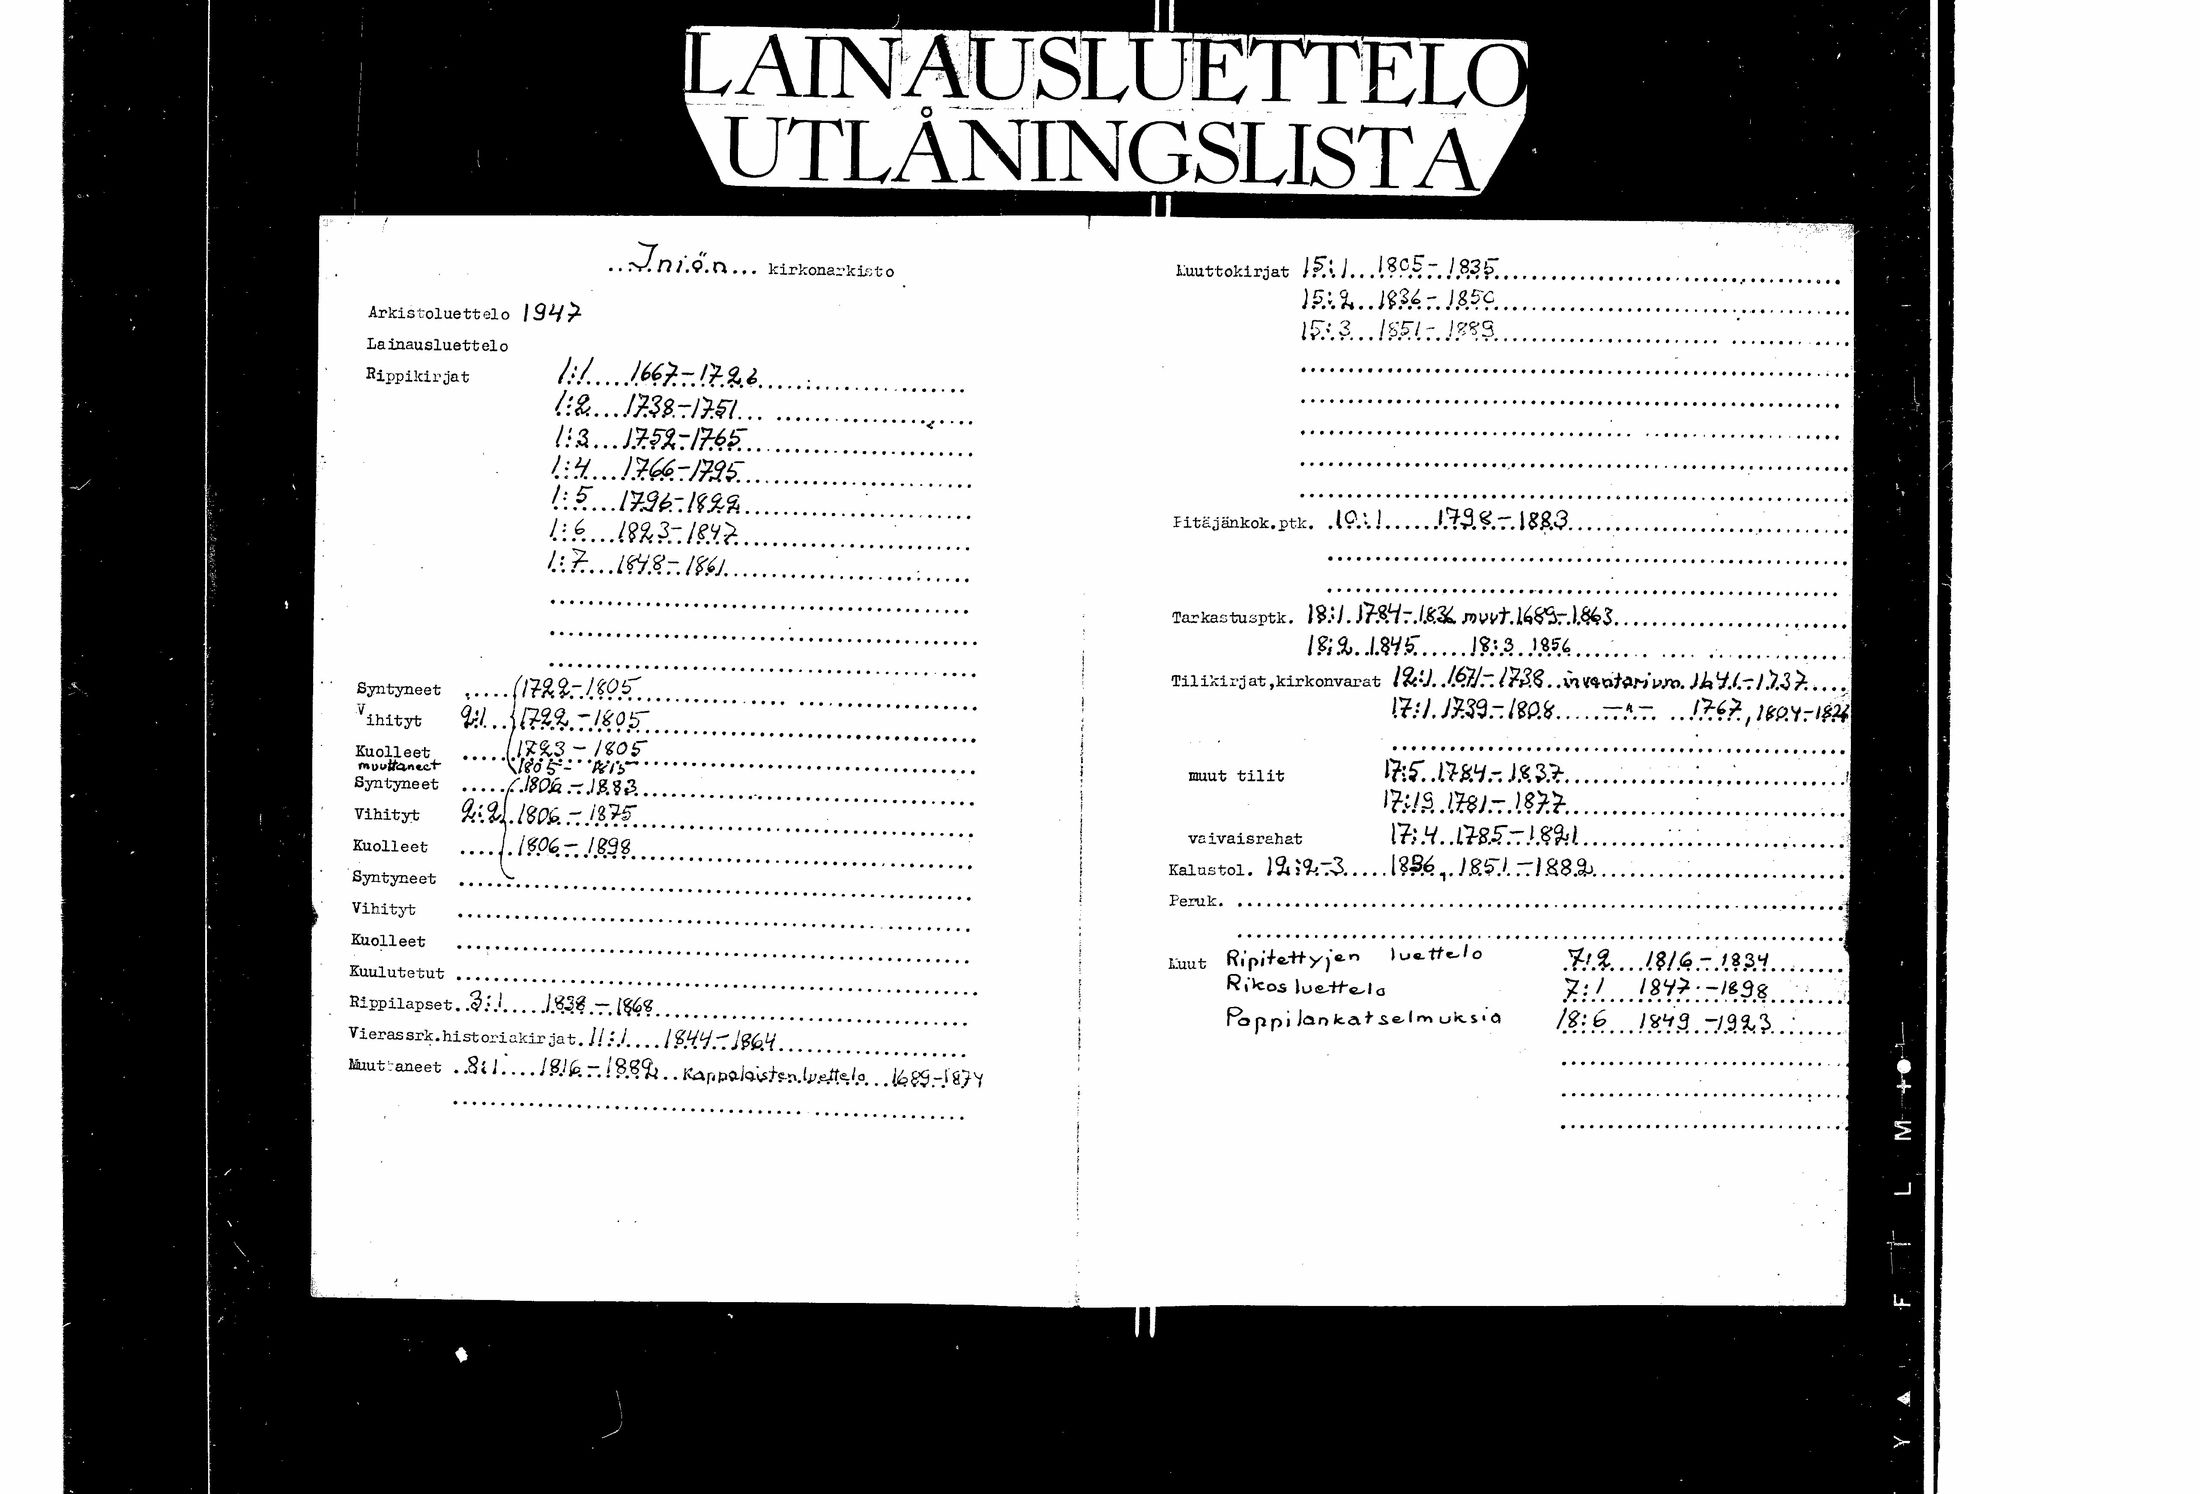 LAINAUSLUETTELO
UTLÅNINGSLISTA
Iniön kirkonarkisto
Arkistoluettelo 1947
Lainausluettelo
Rippikirjat 1:1 1667-1726
1:2 1738-1751
1:3 1752-1765
1:4 1766-1795
1:5 1796-1822
1:6 1823-1847
1:7 1848-1861
Syntyneet 1722-1805
Vihityt 2:1 1722-1805
Kuolleet 1723-1805
muuttaneet 1805-1815
Syntyneet 1806-1883
Vihityt 2:2 1806-1875
Kuolleet 1806-1898
Syntyneet
Vihityt
Kuolleet
Kuulutetut
Rippilapset 3:1 1838-1868
Vierassrk.historiakirjat 11:1 1844-1864
Muuttaneet 8:1 1816-1882 Kappalaisten luettelo 1689-1874
Muuttokirjat 15:1 1805-1835
15:2 1836-1850
15:3 1851-1889
Pitäjänkok.ptk. 10:1 1798-1883
Tarkastusptk. 18:1 1784-1836 muut 1689-1863
18:2 1845 18:3 1856
Tilikirjat,kirkonvarat 12:1 1671-1738 inventarium 1641-1737
17:1 1739-1808 —"— 1767, 1804-1826
muut tilit 17:5 1784-1837
17:19 1781-1877
vaivaisrahat 17:4 1785-1821
Kalustol. 12:2-3 1836, 1851-1882
Peruk.
Muut Ripitettyjen luettelo 7:2 1816-1834
Rikosluettelo 7:1 1847-1898
Pappilankatselmuksia 18:6 1849-1923
Y A F T L M